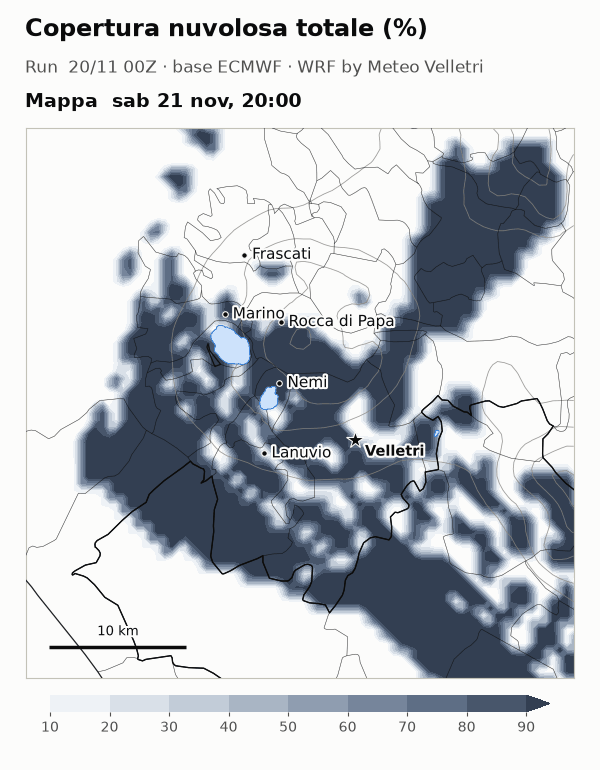 Copertura nuvolosa totale (%)
Run 20/11 00Z · base ECMWF · WRF by Meteo Velletri
Mappa sab 21 nov, 20:00
Frascati
Marino
Rocca di Papa
Nemi
Velletri
Lanuvio
10 km
10 20 30 40 50 60 70 80 90